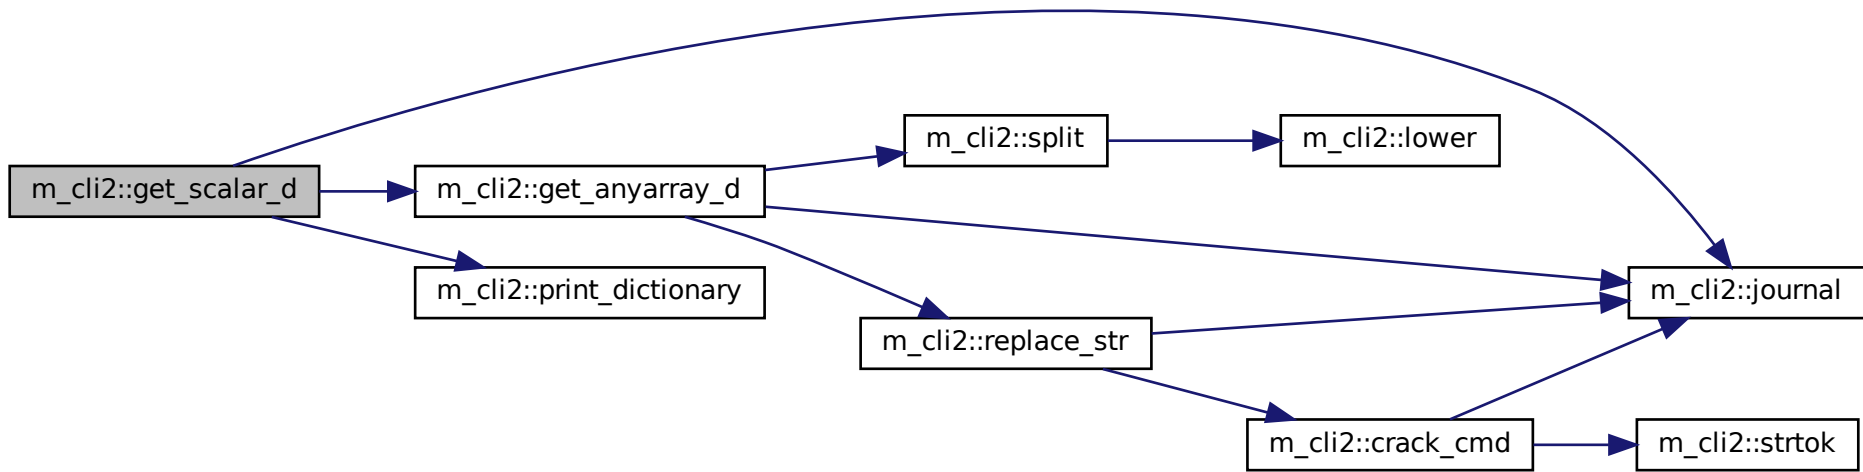 m_cli2::split
m_cli2::lower
m_cli2::get_scalar_d
m_cli2::get_anyarray_d
m_cli2::print_dictionary
m_cli2::journal
m_cli2::replace_str
m_cli2::crack_cmd
m_cli2::strtok